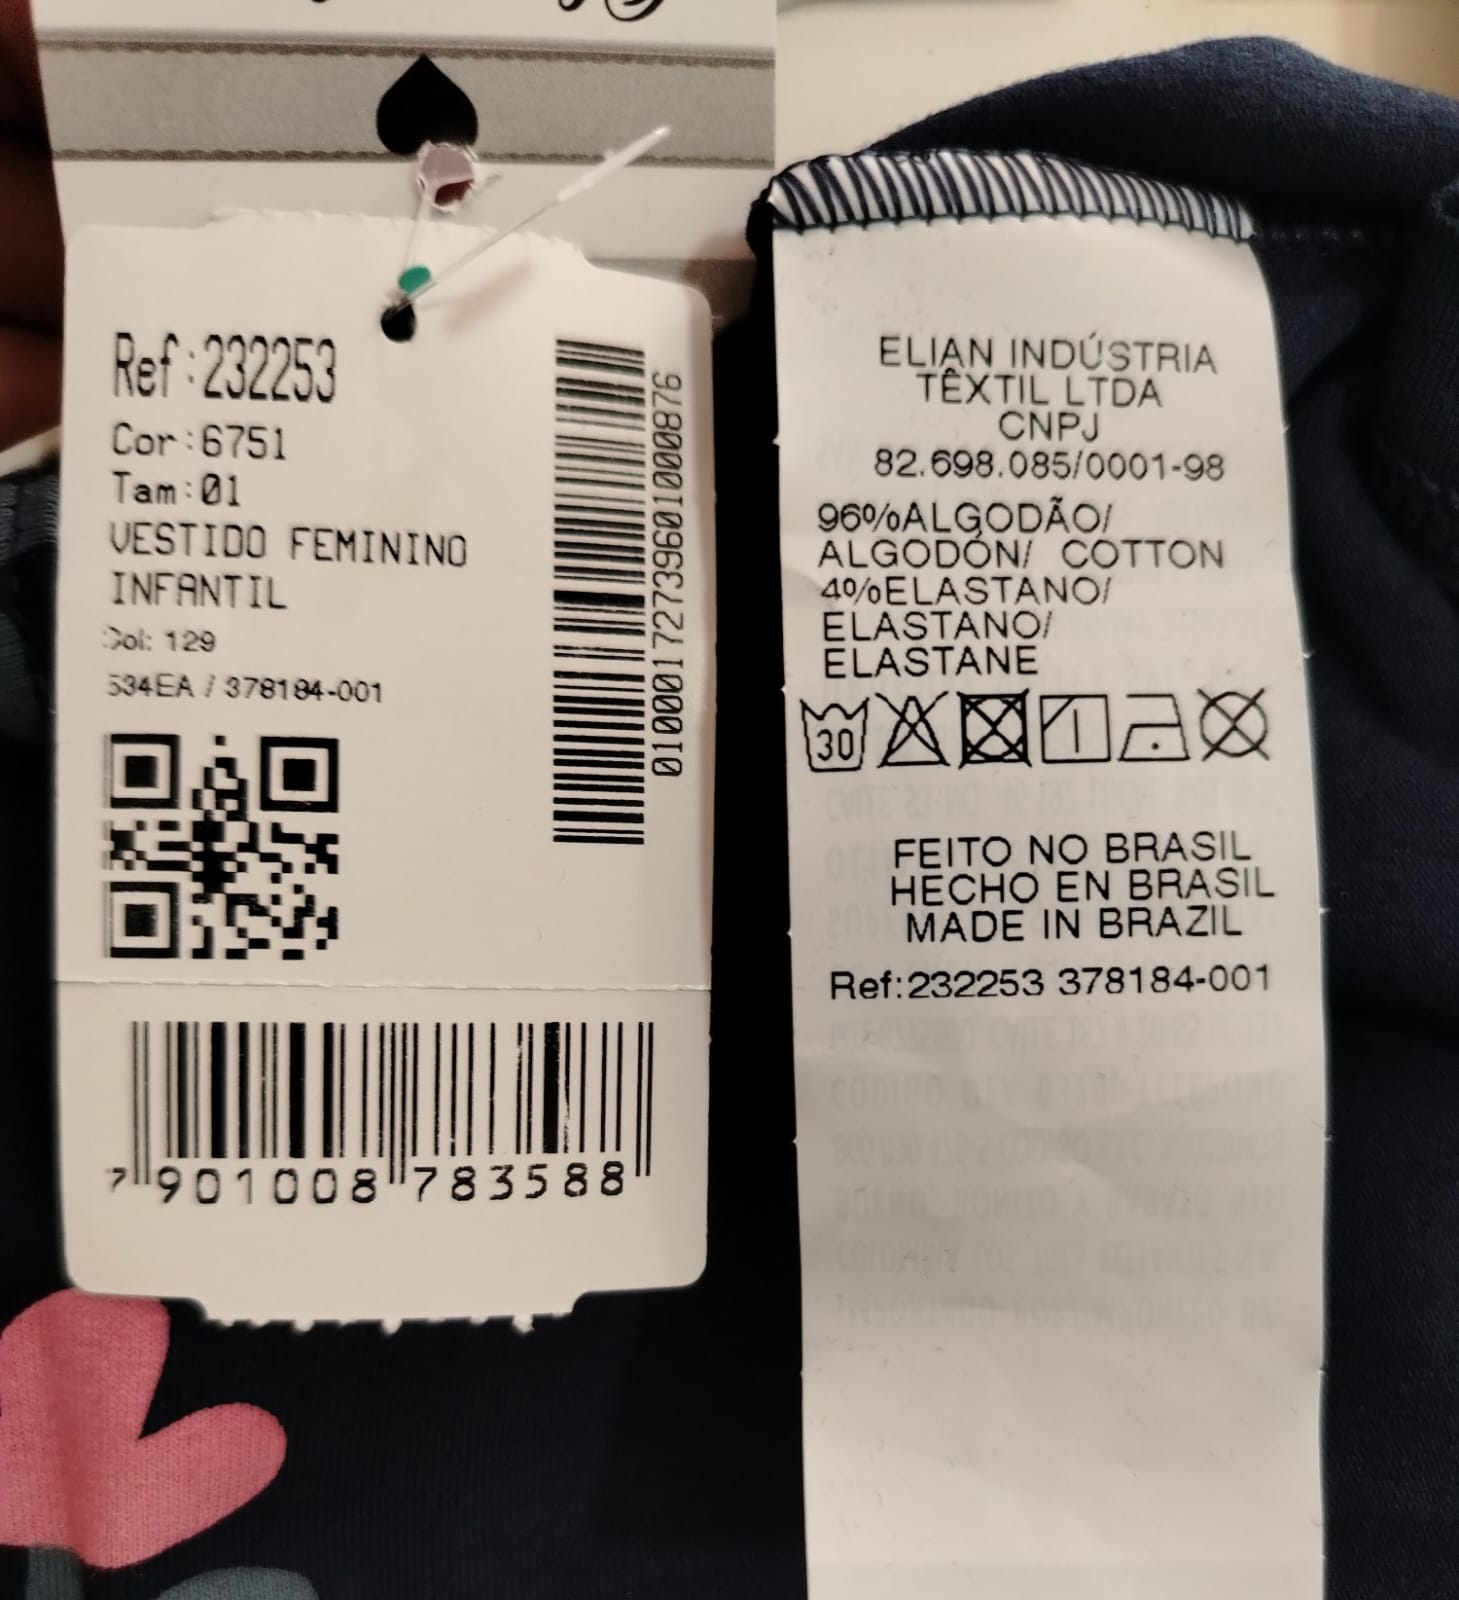 Ref:232253
Cor:6751
Tam:01
VESTIDO FEMININO
INFANTIL
Col: 129
534EA / 378184-001
01000017273960100​0876
7 901008 783588
ELIAN INDÚSTRIA
TÊXTIL LTDA
CNPJ
82.698.085/0001-98
96%ALGODÃO/
ALGODÓN/ COTTON
4%ELASTANO/
ELASTANO/
ELASTANE
30
FEITO NO BRASIL
HECHO EN BRASIL
MADE IN BRAZIL
Ref:232253 378184-001